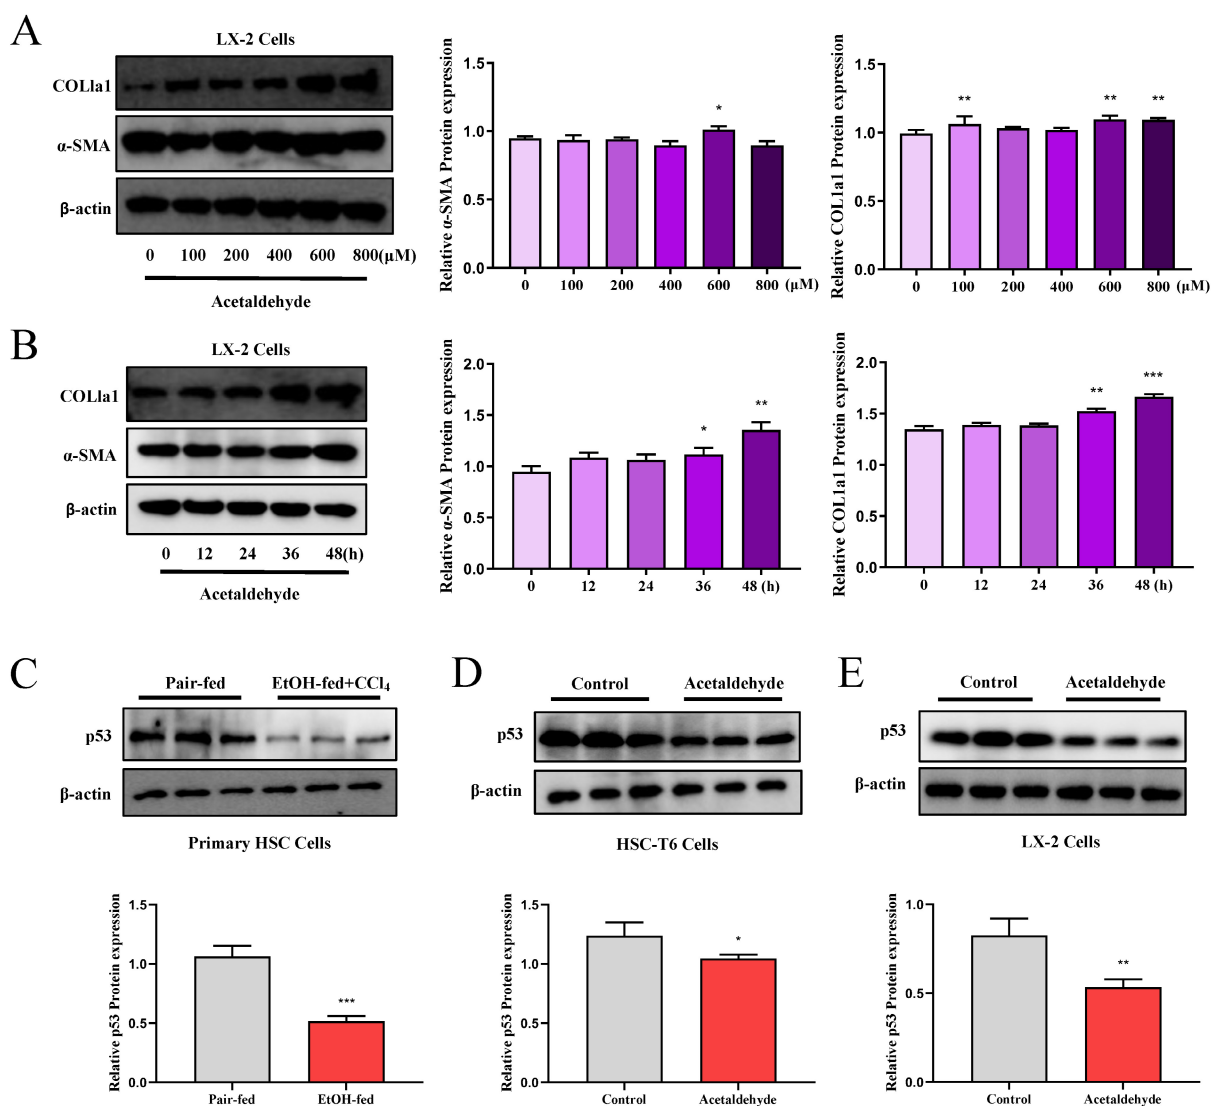 A
LX-2 Cells
COLla1
α-SMA
β-actin
0 100 200 400 600 800(μM)
Acetaldehyde
Relative α-SMA Protein expression
1.5
1.0
0.5
0.0
*
0 100 200 400 600 800 (μM)
Relative COL1a1 Protein expression
1.5
1.0
0.5
0.0
** ** **
0 100 200 400 600 800 (μM)
B
LX-2 Cells
COLla1
α-SMA
β-actin
0 12 24 36 48(h)
Acetaldehyde
Relative α-SMA Protein expression
2.0
1.5
1.0
0.5
0.0
* **
0 12 24 36 48 (h)
Relative COL1a1 Protein expression
2.0
1.5
1.0
0.5
0.0
** ***
0 12 24 36 48 (h)
C
Pair-fed EtOH-fed+CCl4
p53
β-actin
Primary HSC Cells
Relative p53 Protein expression
1.5
1.0
0.5
0.0
***
Pair-fed EtOH-fed
D
Control Acetaldehyde
p53
β-actin
HSC-T6 Cells
Relative p53 Protein expression
1.5
1.0
0.5
0.0
*
Control Acetaldehyde
E
Control Acetaldehyde
p53
β-actin
LX-2 Cells
Relative p53 Protein expression
1.0
0.5
0.0
**
Control Acetaldehyde